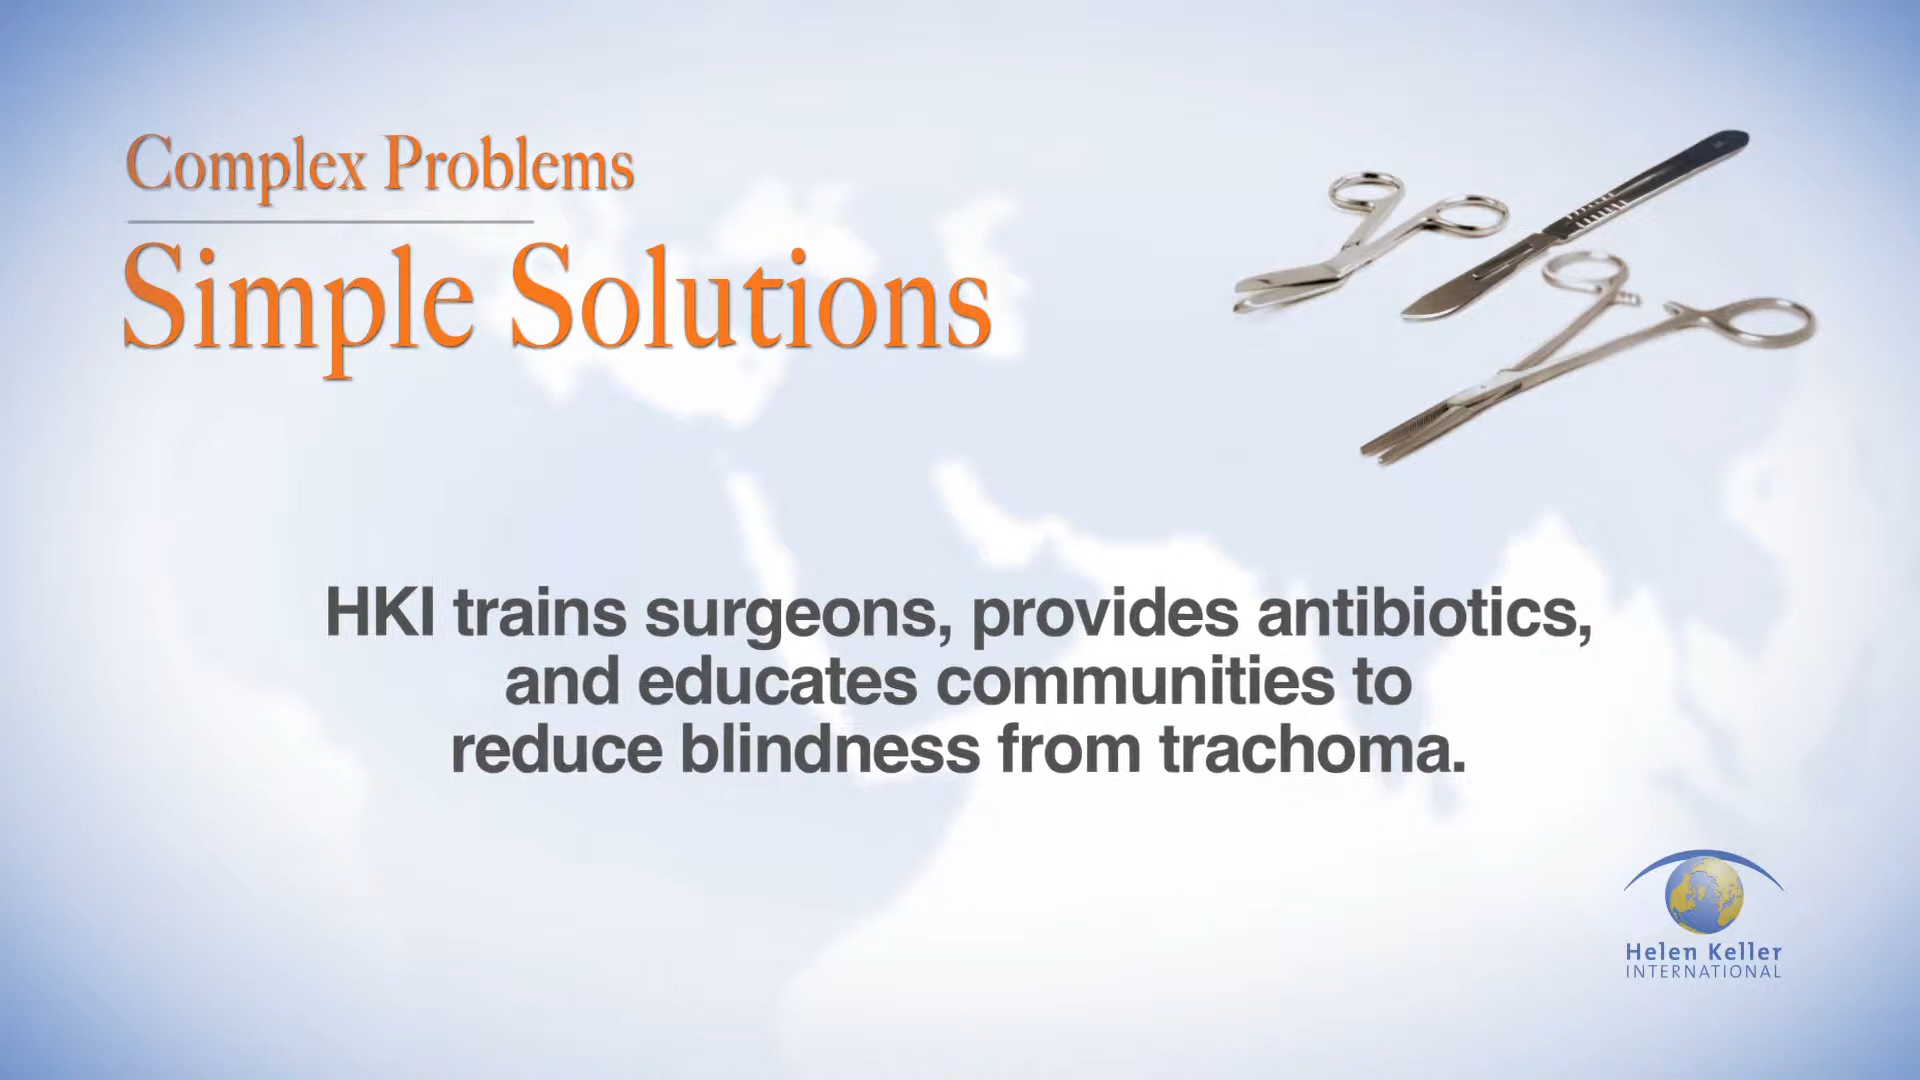 Complex Problems
Simple Solutions
HKI trains surgeons, provides antibiotics,
and educates communities to
reduce blindness from trachoma.
Helen Keller
INTERNATIONAL